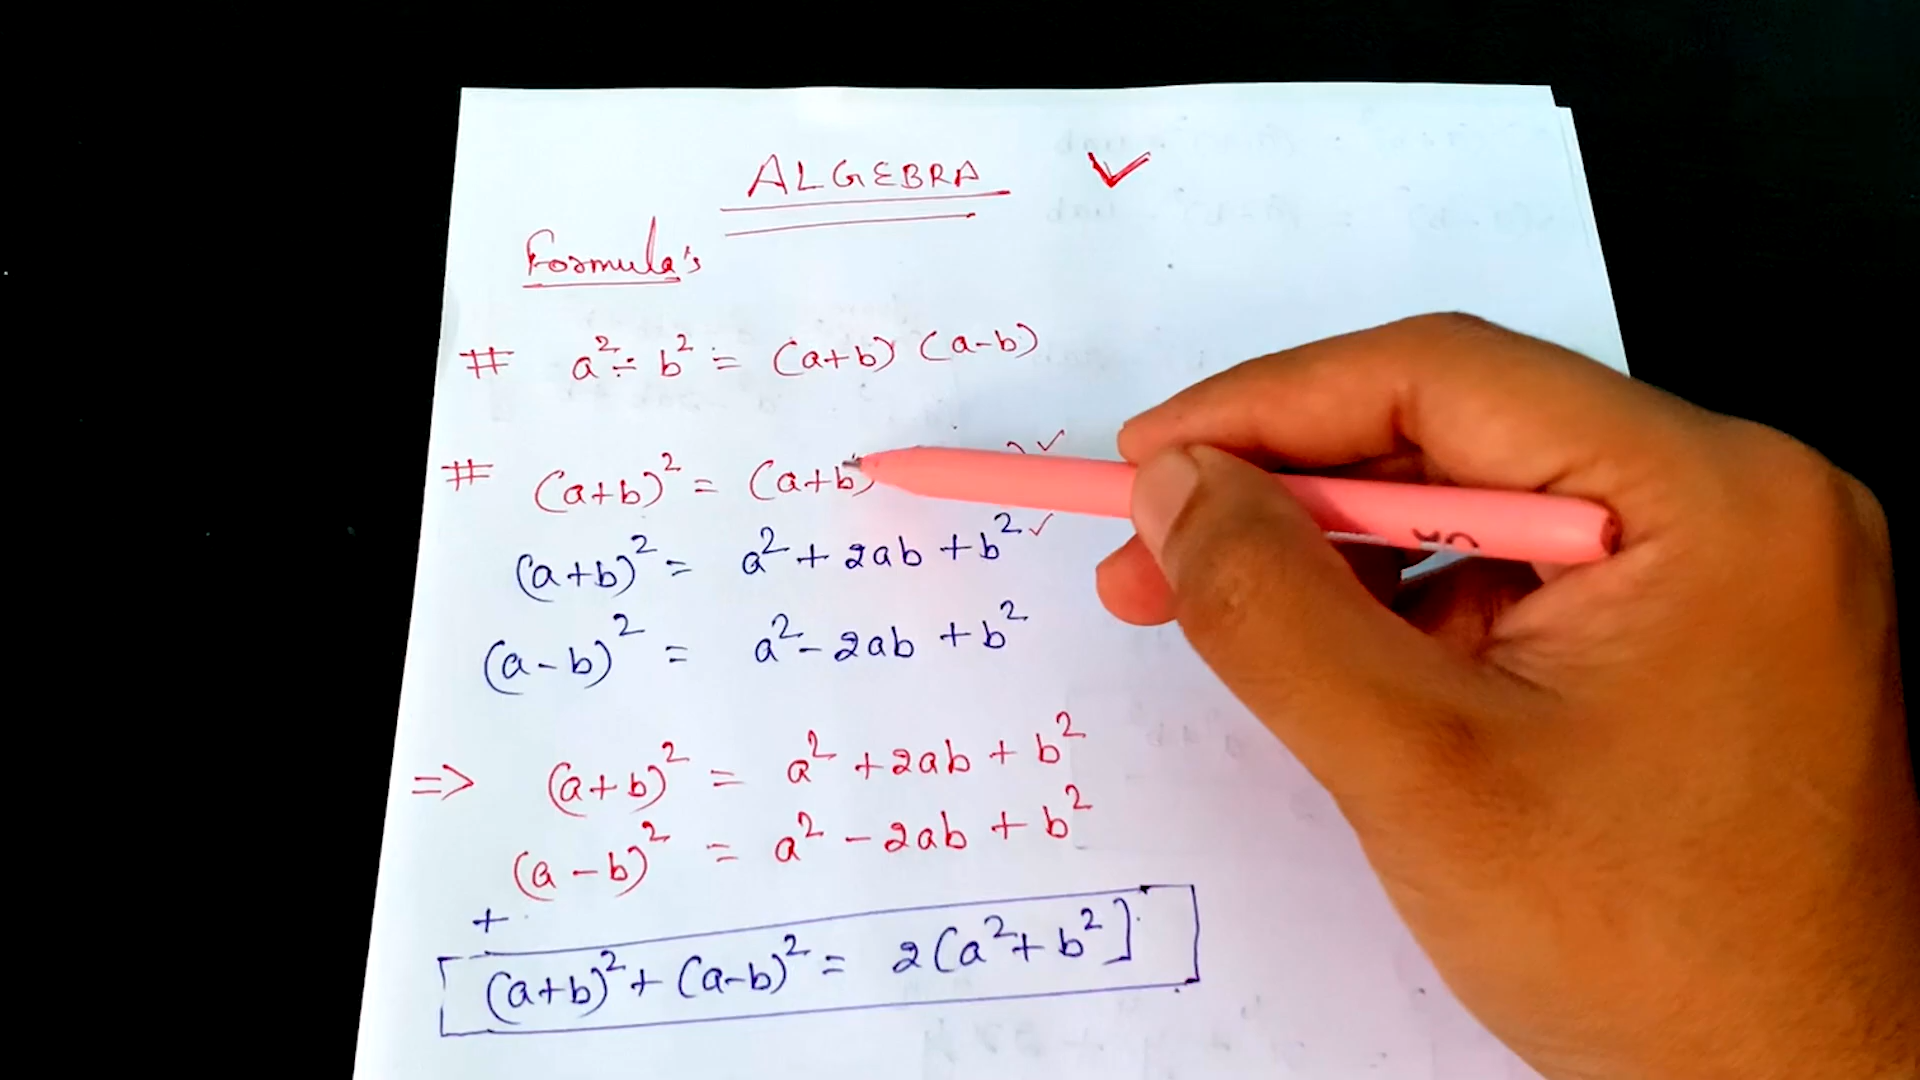 ALGEBRA ✓
Formula's
# a² ÷ b² = (a+b) (a-b)
# (a+b)² = (a+b) ✓
(a+b)² = a² + 2ab + b² ✓
(a-b)² = a² - 2ab + b²
=> (a+b)² = a² + 2ab + b²
(a-b)² = a² - 2ab + b²
+
(a+b)² + (a-b)² = 2(a² + b²]